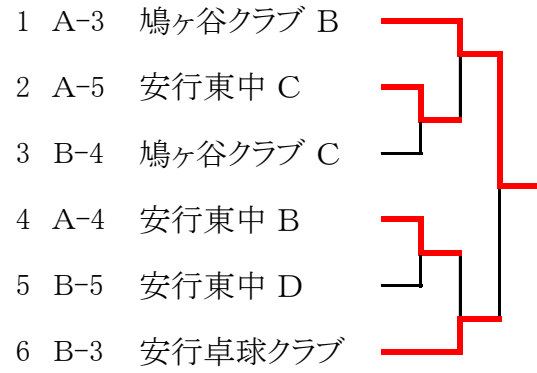 1 A-3 鳩ヶ谷クラブ B
2 A-5 安行東中 C
3 B-4 鳩ヶ谷クラブ C
4 A-4 安行東中 B
5 B-5 安行東中 D
6 B-3 安行卓球クラブ